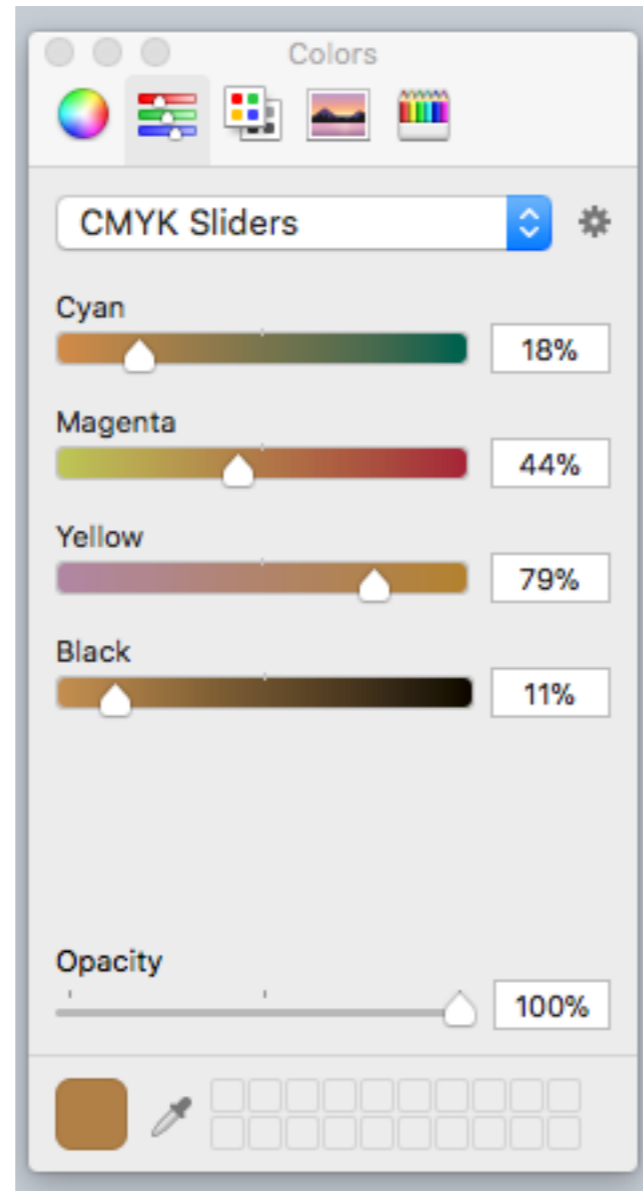 Colors
CMYK Sliders
Cyan
18%
Magenta
44%
Yellow
79%
Black
11%
Opacity
100%